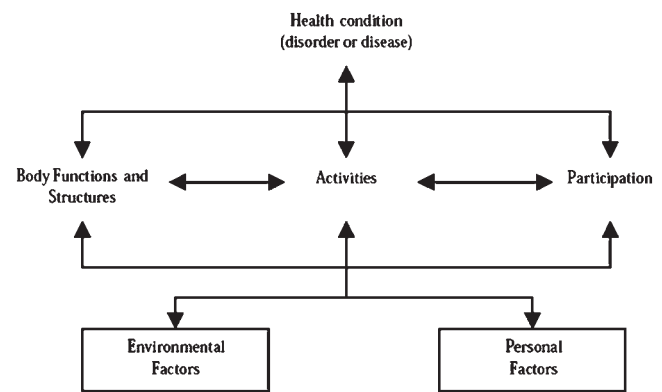 Health condition
(disorder or disease)
Body Functions and
Structures
Activities
Participation
Environmental
Factors
Personal
Factors